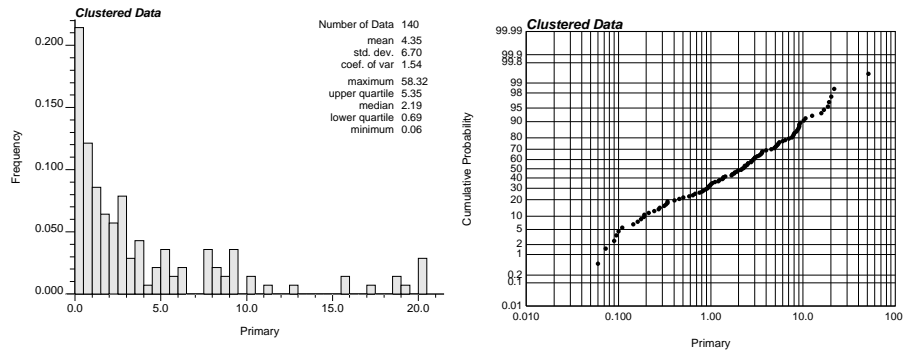 Clustered Data
Number of Data 140
mean 4.35
std. dev. 6.70
coef. of var 1.54
maximum 58.32
upper quartile 5.35
median 2.19
lower quartile 0.69
minimum 0.06
Frequency
0.200
0.150
0.100
0.050
0.000
0.0 5.0 10.0 15.0 20.0
Primary
Clustered Data
Cumulative Probability
99.99
99.9
99.8
99
98
95
90
80
70
60
50
40
30
20
10
5
2
1
0.2
0.1
0.01
0.010 0.100 1.00 10.0 100
Primary